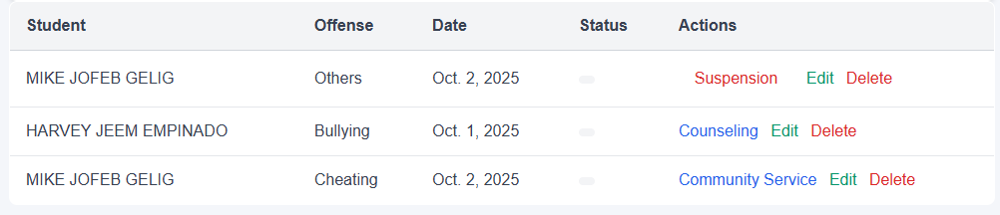 Student Offense Date Status Actions
MIKE JOFEB GELIG Others Oct. 2, 2025 Suspension Edit Delete
HARVEY JEEM EMPINADO Bullying Oct. 1, 2025 Counseling Edit Delete
MIKE JOFEB GELIG Cheating Oct. 2, 2025 Community Service Edit Delete